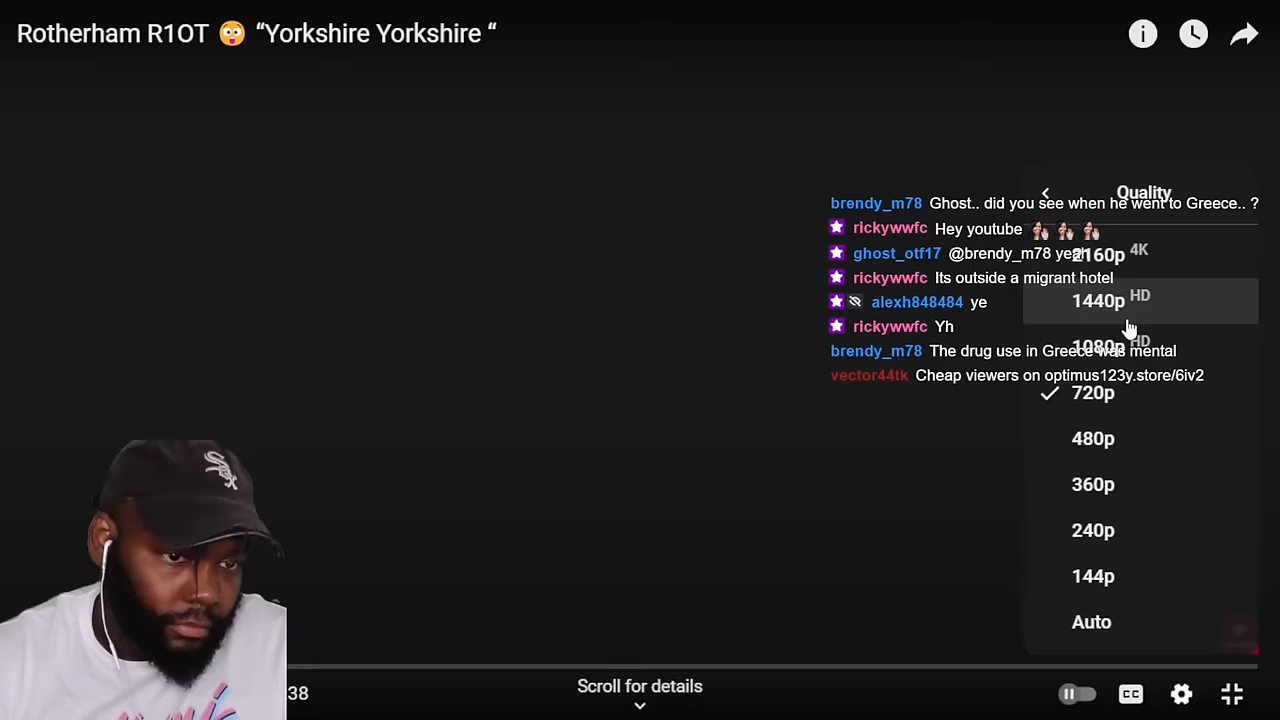 Rotherham R1OT 😳 “Yorkshire Yorkshire “
Quality
brendy_m78 Ghost.. did you see when he went to Greece.. ?
rickywwfc Hey youtube
ghost_otf17 @brendy_m78 yeah
2160p 4K
rickywwfc Its outside a migrant hotel
1440p HD
alexh848484 ye
rickywwfc Yh
1080p HD
brendy_m78 The drug use in Greece was mental
vector44tk Cheap viewers on optimus123y.store/6iv2
720p
480p
360p
240p
144p
Auto
38
Scroll for details
CC